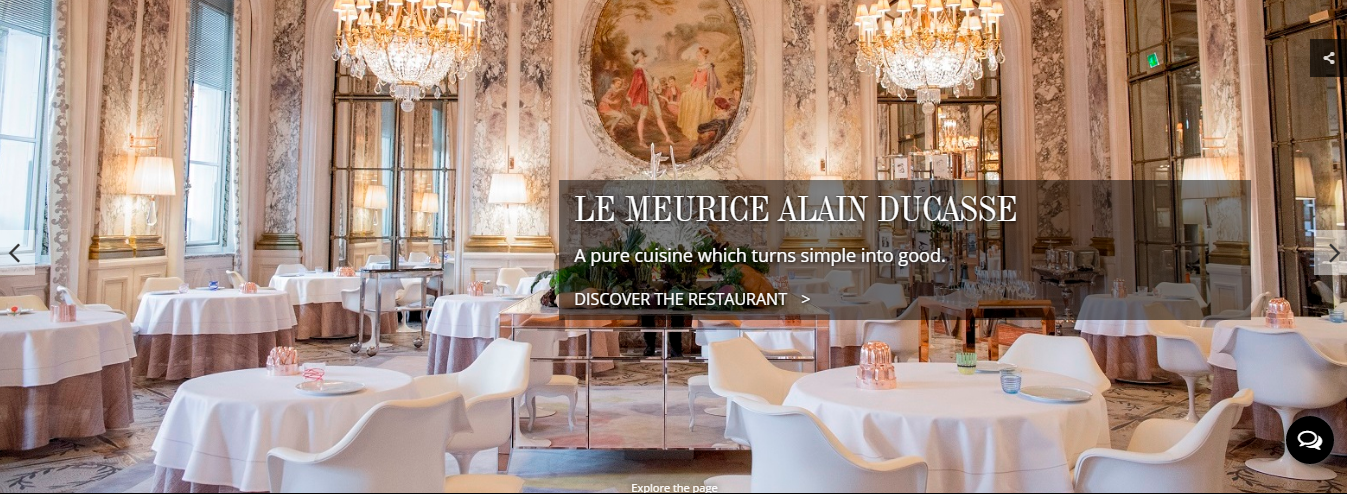 LE MEURICE ALAIN DUCASSE
A pure cuisine which turns simple into good.
DISCOVER THE RESTAURANT >
Explore the page